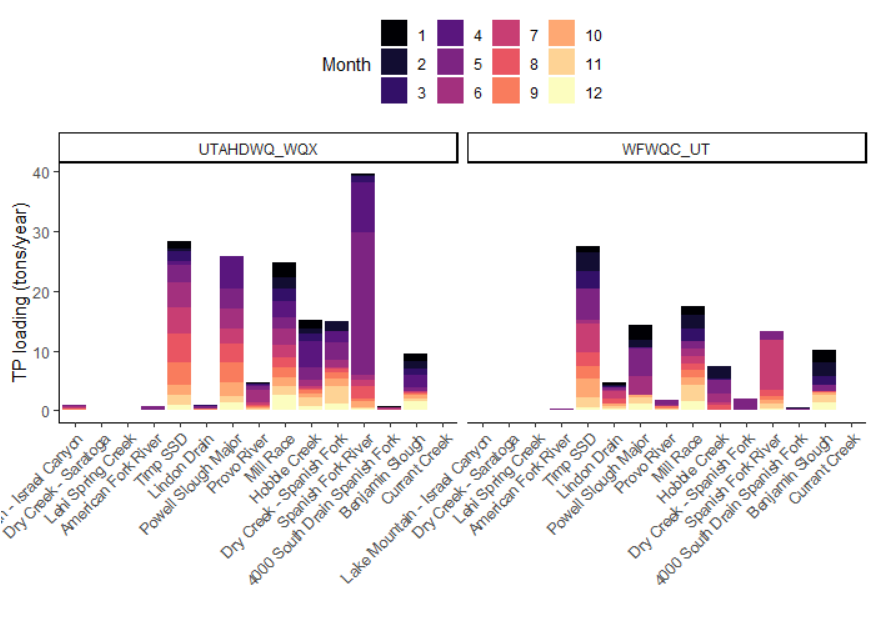 Month
1 4 7 10
2 5 8 11
3 6 9 12
UTAHDWQ_WQX
WFWQC_UT
TP loading (tons/year)
40
30
20
10
0
n - Israel Canyon
Dry Creek - Saratoga
Lehi Spring Creek
American Fork River
Timp SSD
Lindon Drain
Powell Slough Major
Provo River
Mill Race
Hobble Creek
Dry Creek - Spanish Fork
Spanish Fork River
4000 South Drain Spanish Fork
Benjamin Slough
Currant Creek
Lake Mountain - Israel Canyon
Dry Creek - Saratoga
Lehi Spring Creek
American Fork River
Timp SSD
Lindon Drain
Powell Slough Major
Provo River
Mill Race
Hobble Creek
Dry Creek - Spanish Fork
Spanish Fork River
4000 South Drain Spanish Fork
Benjamin Slough
Currant Creek